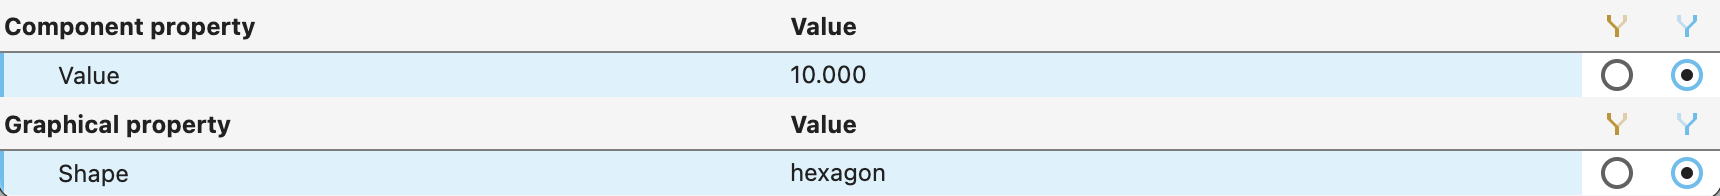 Component property Value
Value 10.000
Graphical property Value
Shape hexagon